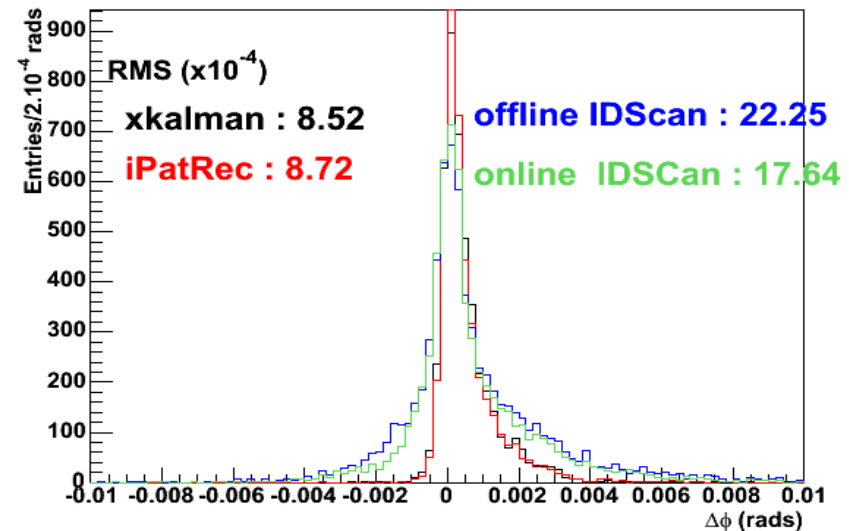 Entries/2.10⁻⁴ rads
900
800
700
600
500
400
300
200
100
0
RMS (x10⁻⁴)
xkalman : 8.52
iPatRec : 8.72
offline IDScan : 22.25
online IDSCan : 17.64
-0.01 -0.008 -0.006 -0.004 -0.002 0 0.002 0.004 0.006 0.008 0.01
Δϕ (rads)